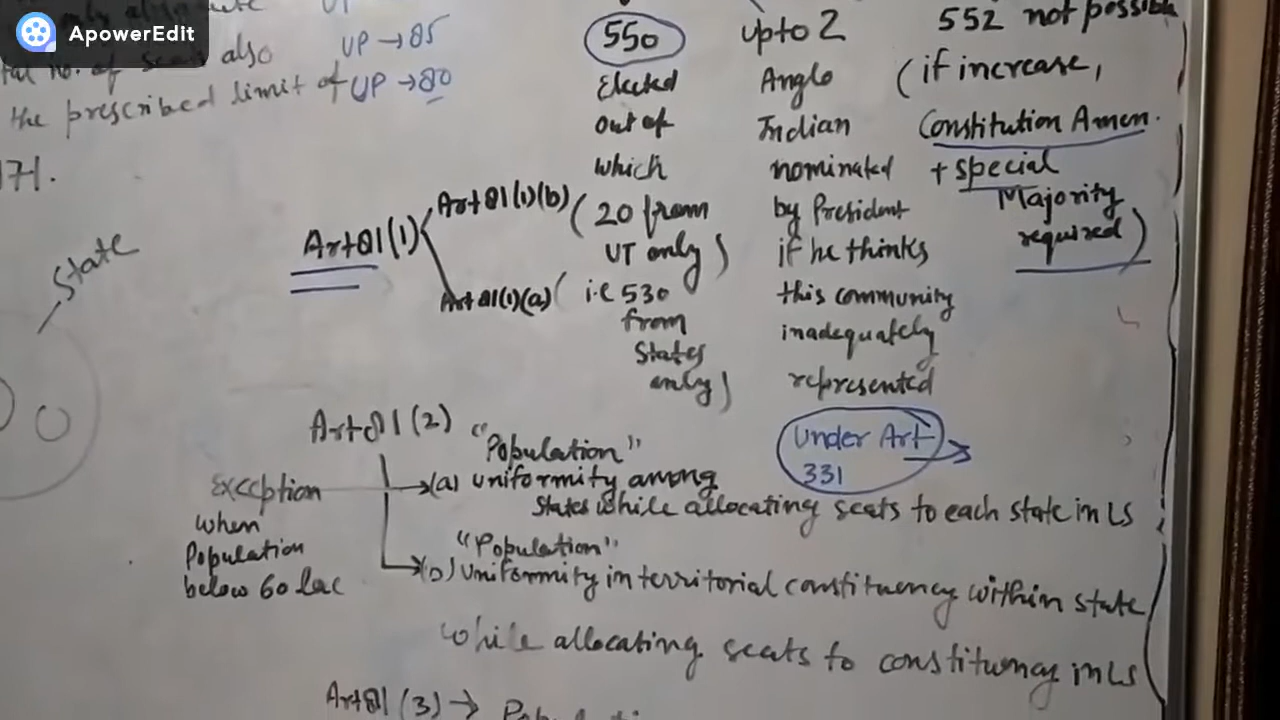 ApowerEdit
UP → 85
no. of seats also
the prescribed limit of UP → 80
171.
State
550
Elected
out of
which
upto 2
Anglo
Indian
nominated
by President
if he thinks
this community
inadequately
represented
Under Art
331
552 not possible
(if increase,
Constitution Amen.
+ special
Majority
required)
Art 81(1)
Art 81(1)(b) (20 from
UT only)
Art 81(1)(a) (i.e 530
from
States
only)
Art 81(2)
Exception
when
Population
below 60 lac
"Population"
→ (a) uniformity among
States while allocating seats to each state in LS
"Population"
→ (b) uniformity in territorial constituency within state
while allocating seats to constituency in LS
Art 81(3) →